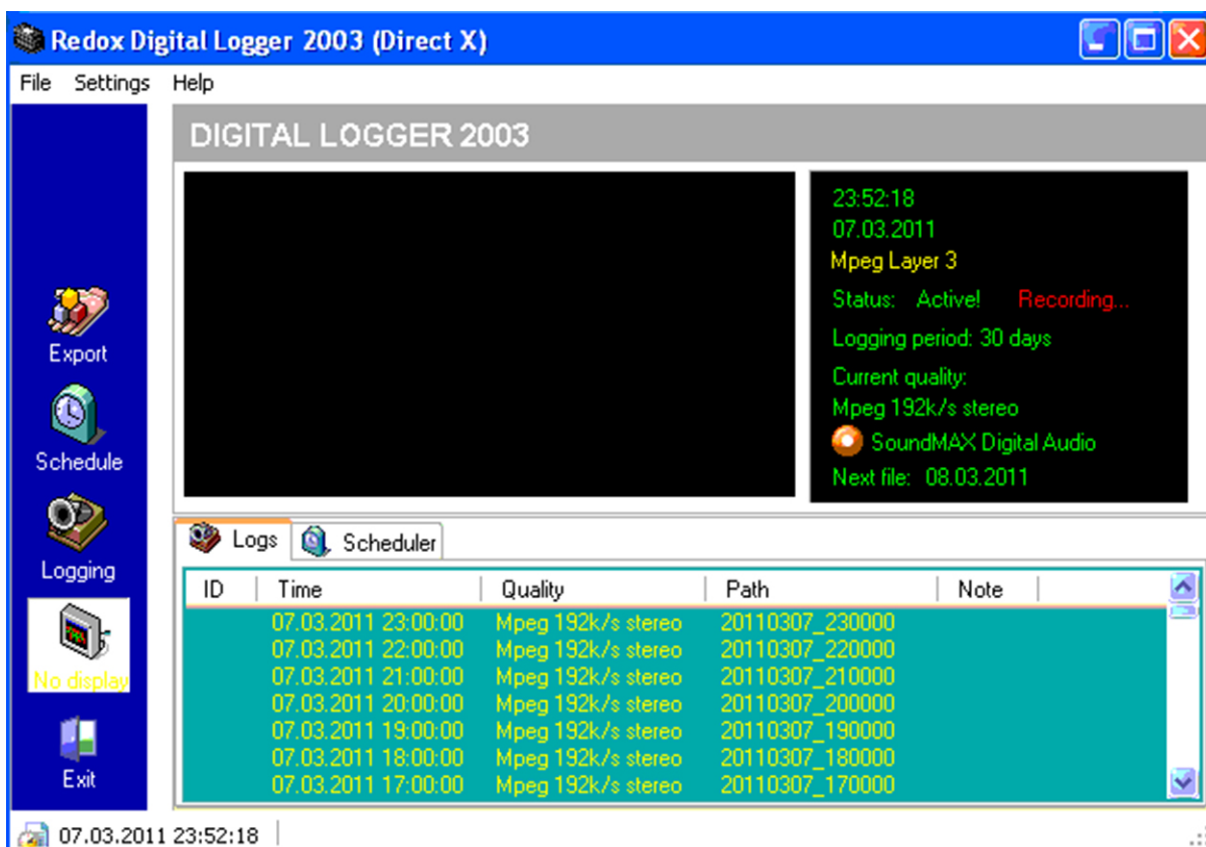 Redox Digital Logger 2003 (Direct X)
File Settings Help
DIGITAL LOGGER 2003
23:52:18
07.03.2011
Mpeg Layer 3
Status: Active! Recording...
Logging period: 30 days
Current quality:
Mpeg 192k/s stereo
SoundMAX Digital Audio
Next file: 08.03.2011
Export
Schedule
Logging
No display
Exit
Logs Scheduler
ID Time Quality Path Note
07.03.2011 23:00:00 Mpeg 192k/s stereo 20110307_230000
07.03.2011 22:00:00 Mpeg 192k/s stereo 20110307_220000
07.03.2011 21:00:00 Mpeg 192k/s stereo 20110307_210000
07.03.2011 20:00:00 Mpeg 192k/s stereo 20110307_200000
07.03.2011 19:00:00 Mpeg 192k/s stereo 20110307_190000
07.03.2011 18:00:00 Mpeg 192k/s stereo 20110307_180000
07.03.2011 17:00:00 Mpeg 192k/s stereo 20110307_170000
07.03.2011 23:52:18